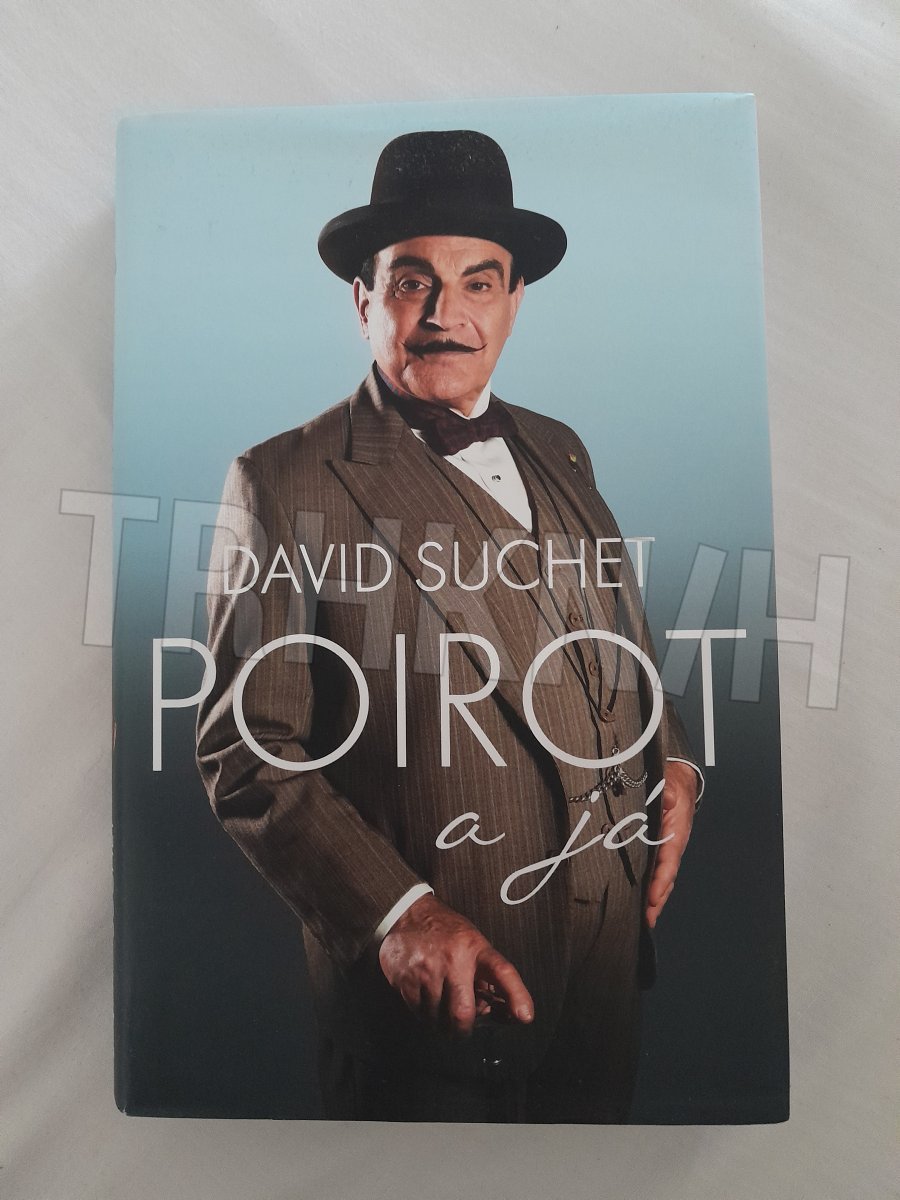 DAVID SUCHET
POIROT
a já